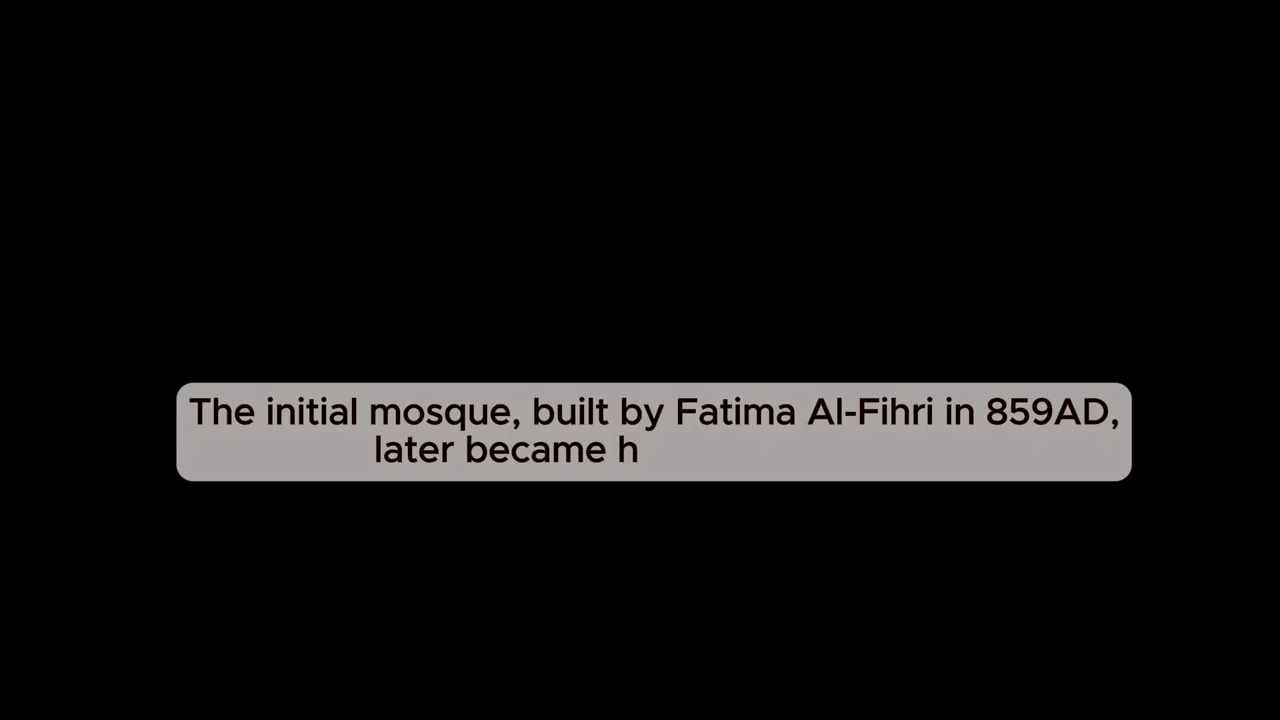 The initial mosque, built by Fatima Al-Fihri in 859AD,
later became h